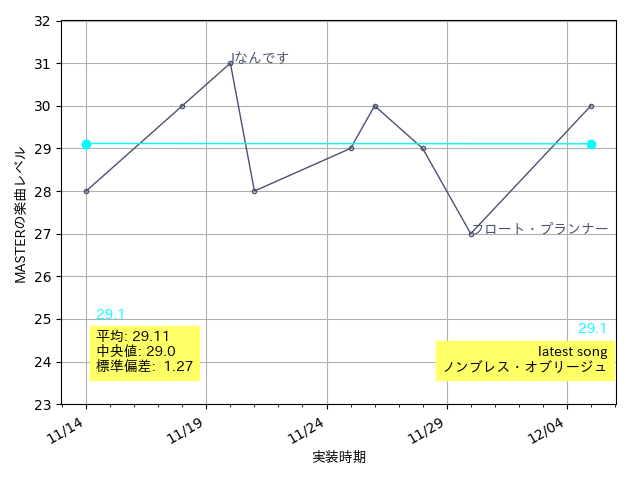 32
31
30
29
28
27
26
25
24
23
MASTERの楽曲レベル
Iなんです
フロート・プランナー
29.1
平均: 29.11
中央値: 29.0
標準偏差: 1.27
29.1
latest song
ノンブレス・オブリージュ
11/14
11/19
11/24
11/29
12/04
実装時期